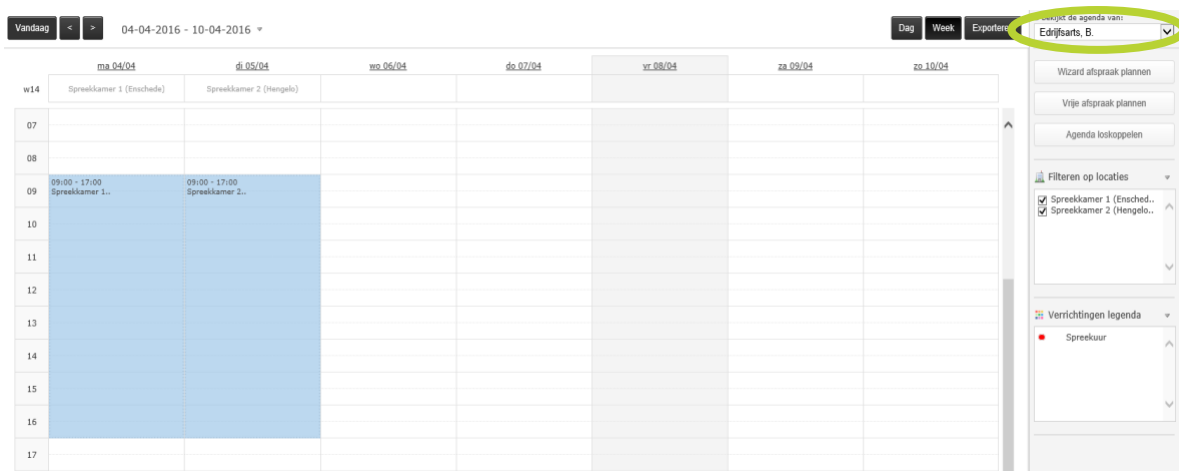 Vandaag < > 04-04-2016 - 10-04-2016 Dag Week Exporteren
Bekijkt de agenda van:
Edrijfsarts, B.
ma 04/04 di 05/04 wo 06/04 do 07/04 vr 08/04 za 09/04 zo 10/04
w14 Spreekkamer 1 (Enschede) Spreekkamer 2 (Hengelo)
07
08
09
09:00 - 17:00
Spreekkamer 1..
09:00 - 17:00
Spreekkamer 2..
10
11
12
13
14
15
16
17
Wizard afspraak plannen
Vrije afspraak plannen
Agenda loskoppelen
Filteren op locaties
Spreekkamer 1 (Ensched..
Spreekkamer 2 (Hengelo..
Verrichtingen legenda
Spreekuur